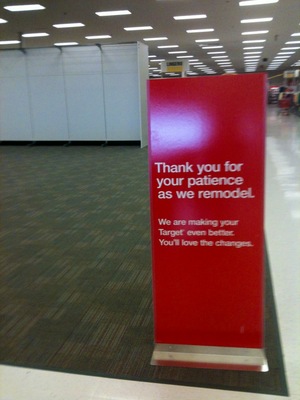 Thank you for
your patience
as we remodel.
We are making your
Target® even better.
You'll love the changes.